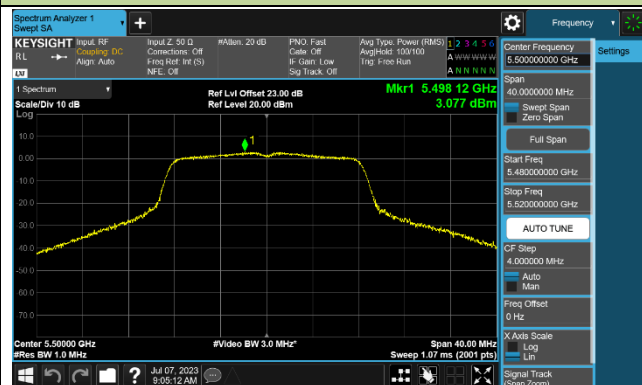 Spectrum Analyzer 1
Swept SA
+
Frequency
KEYSIGHT
Input: RF
R L
Coupling: DC
Align: Auto
LXI
Input Z: 50 Ω
Corrections: Off
Freq Ref: Int (S)
NFE: Off
#Atten: 20 dB
PNO: Fast
Gate: Off
IF Gain: Low
Sig Track: Off
Avg Type: Power (RMS)
Avg|Hold: 100/100
Trig: Free Run
1 2 3 4 5 6
A W W W W W
A N N N N N
Center Frequency
5.500000000 GHz
Settings
Span
40.0000000 MHz
Swept Span
Zero Span
Full Span
Start Freq
5.480000000 GHz
Stop Freq
5.520000000 GHz
AUTO TUNE
CF Step
4.000000 MHz
Auto
Man
Freq Offset
0 Hz
X Axis Scale
Log
Lin
Signal Track
(Span Zoom)
1 Spectrum
Scale/Div 10 dB
Log
Ref Lvl Offset 23.00 dB
Ref Level 20.00 dBm
Mkr1 5.498 12 GHz
3.077 dBm
1
10.0
0.00
-10.0
-20.0
-30.0
-40.0
-50.0
-60.0
-70.0
Center 5.50000 GHz
#Res BW 1.0 MHz
#Video BW 3.0 MHz*
Span 40.00 MHz
Sweep 1.07 ms (2001 pts)
?
Jul 07, 2023
9:05:12 AM